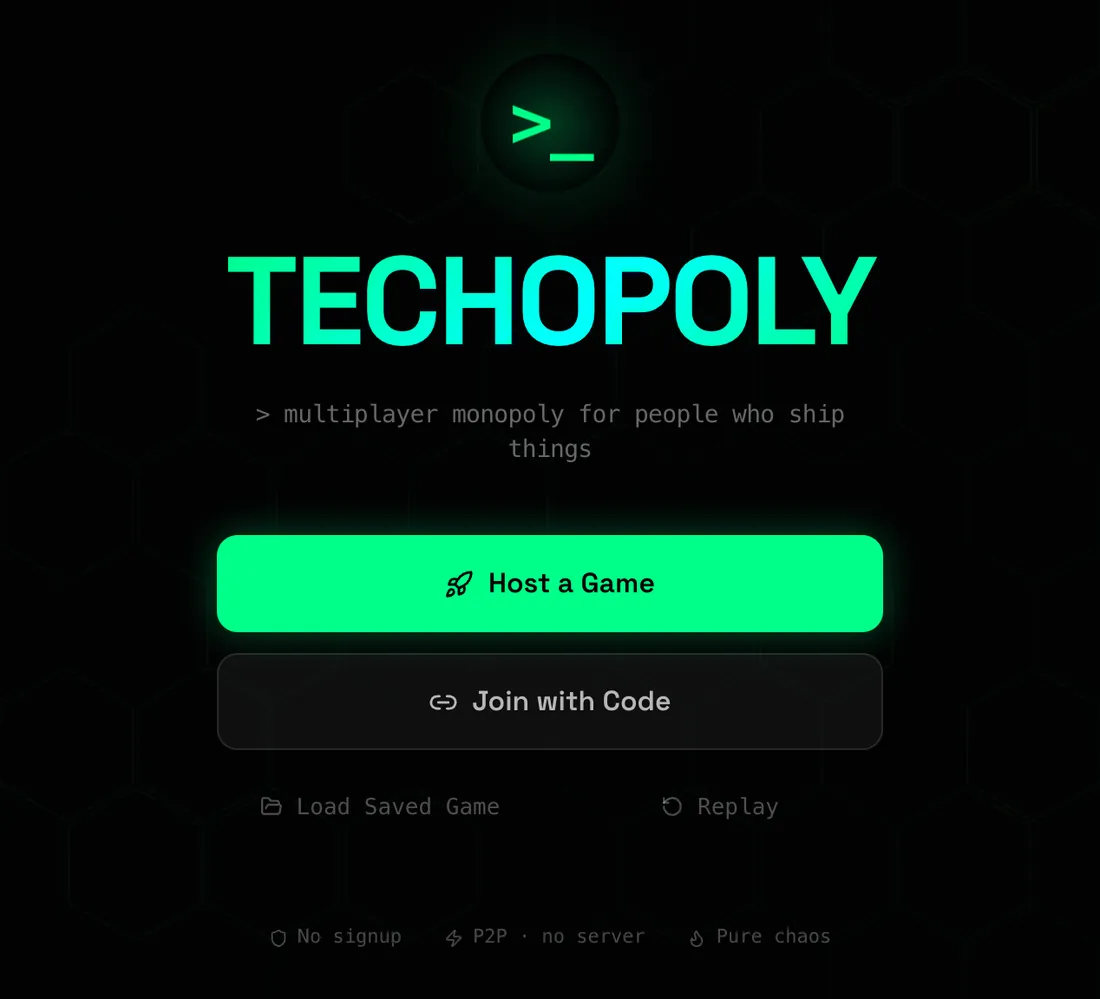 >_
TECHOPOLY
> multiplayer monopoly for people who ship
things
Host a Game
Join with Code
Load Saved Game
Replay
No signup
P2P · no server
Pure chaos